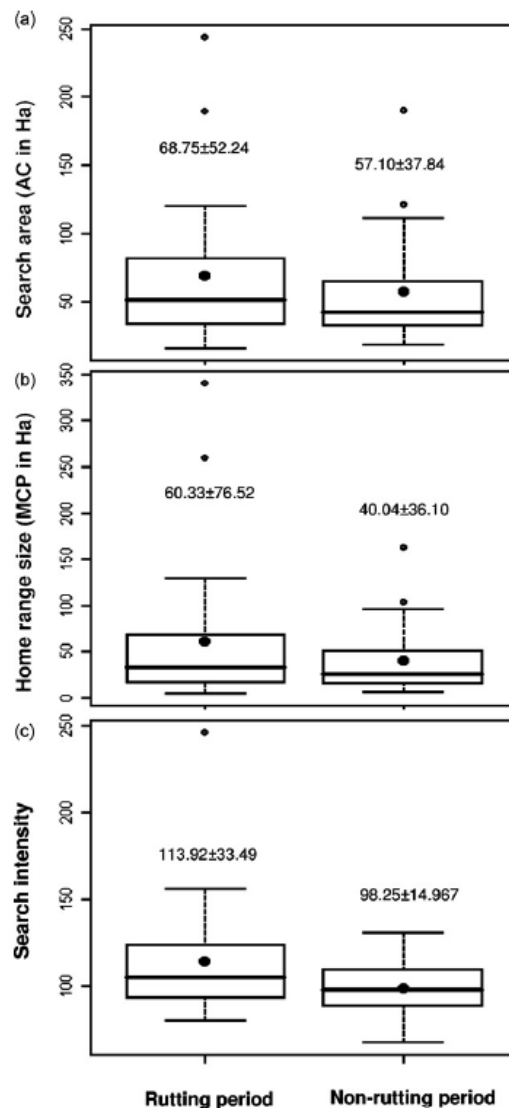 (a)
Search area (AC in Ha)
250
200
150
100
50
68.75±52.24
57.10±37.84
(b)
Home range size (MCP in Ha)
350
300
250
200
150
100
50
0
60.33±76.52
40.04±36.10
(c)
Search intensity
250
200
150
100
113.92±33.49
98.25±14.967
Rutting period
Non-rutting period